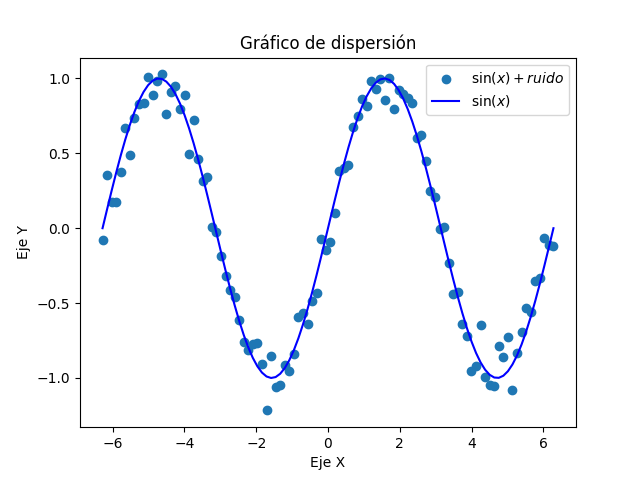 Gráfico de dispersión
sin(x) + ruido
sin(x)
1.0
0.5
0.0
−0.5
−1.0
Eje Y
−6 −4 −2 0 2 4 6
Eje X